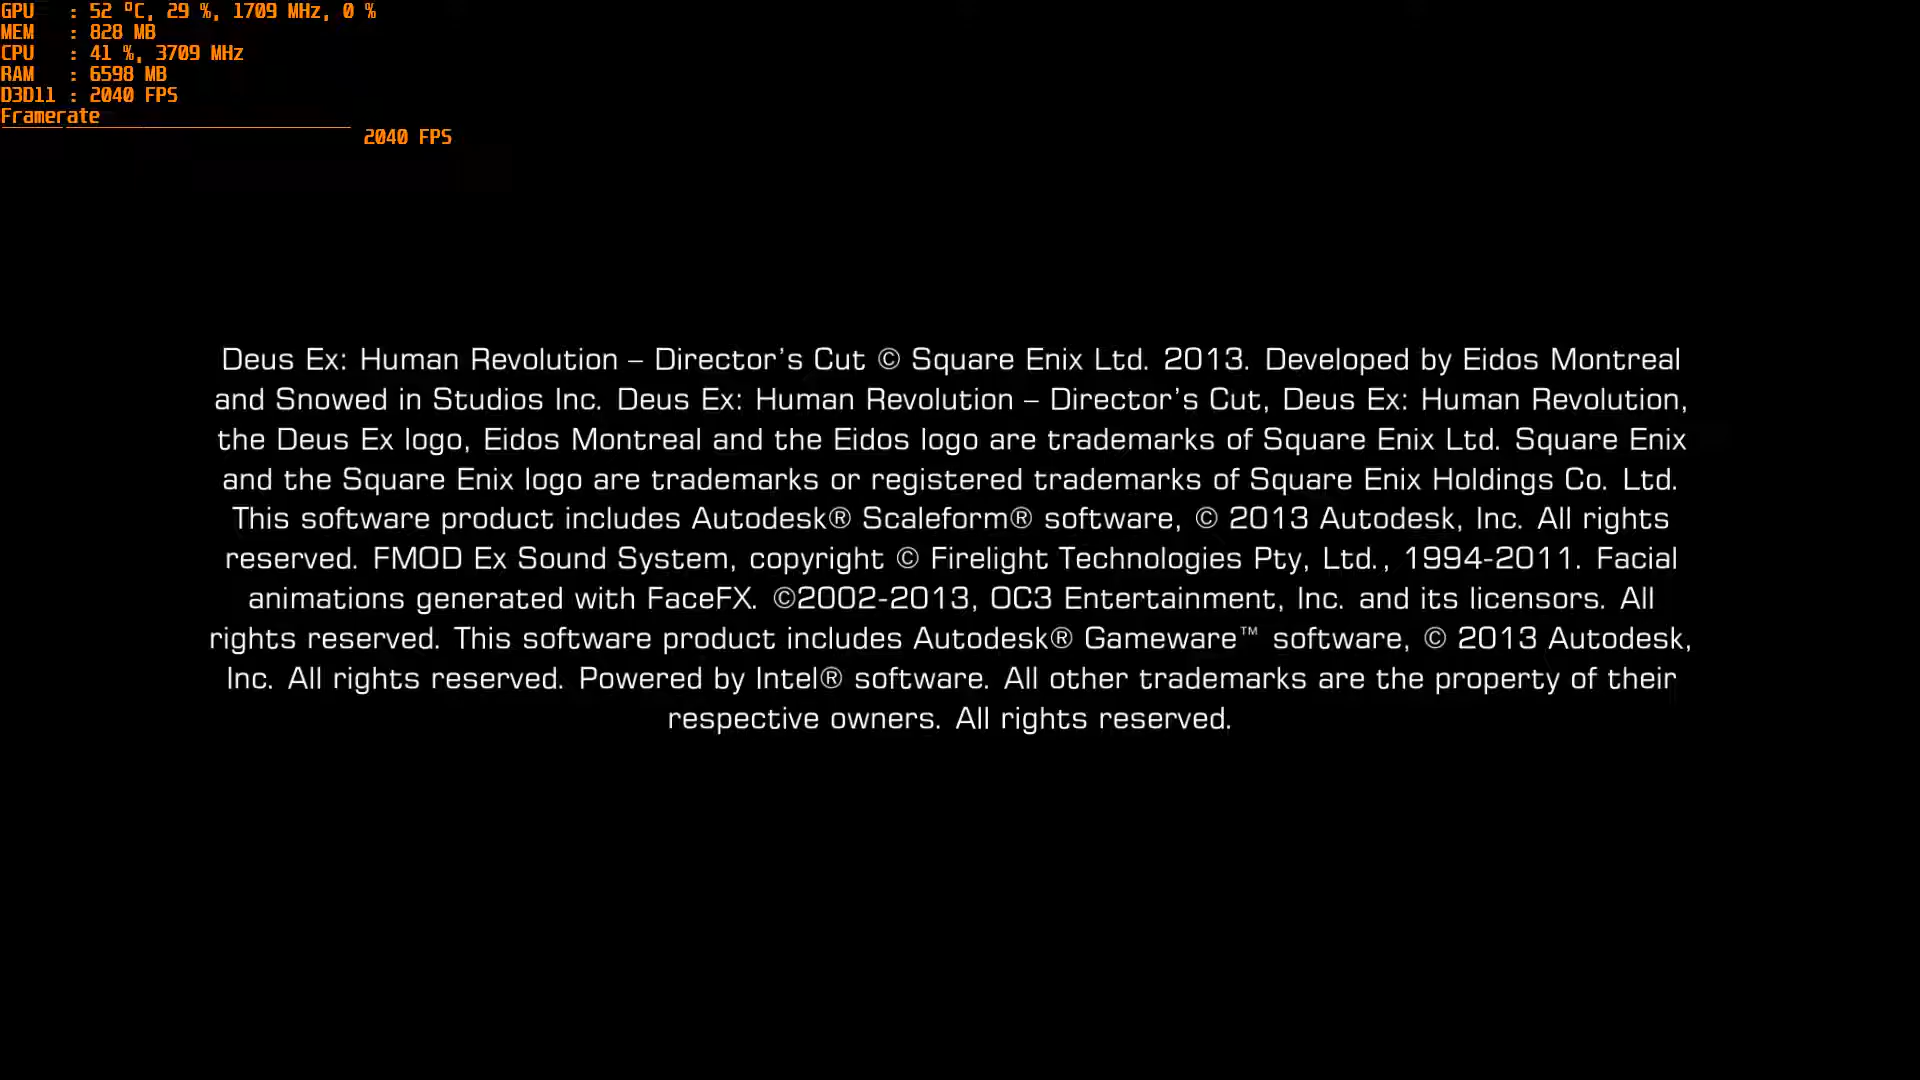 GPU : 52 °C, 29 %, 1709 MHz, 0 %
MEM : 828 MB
CPU : 41 %, 3709 MHz
RAM : 6598 MB
D3D11 : 2040 FPS
Framerate
2040 FPS
Deus Ex: Human Revolution – Director's Cut © Square Enix Ltd. 2013. Developed by Eidos Montreal
and Snowed in Studios Inc. Deus Ex: Human Revolution – Director's Cut, Deus Ex: Human Revolution,
the Deus Ex logo, Eidos Montreal and the Eidos logo are trademarks of Square Enix Ltd. Square Enix
and the Square Enix logo are trademarks or registered trademarks of Square Enix Holdings Co. Ltd.
This software product includes Autodesk® Scaleform® software, © 2013 Autodesk, Inc. All rights
reserved. FMOD Ex Sound System, copyright © Firelight Technologies Pty, Ltd., 1994-2011. Facial
animations generated with FaceFX. ©2002-2013, OC3 Entertainment, Inc. and its licensors. All
rights reserved. This software product includes Autodesk® Gameware™ software, © 2013 Autodesk,
Inc. All rights reserved. Powered by Intel® software. All other trademarks are the property of their
respective owners. All rights reserved.